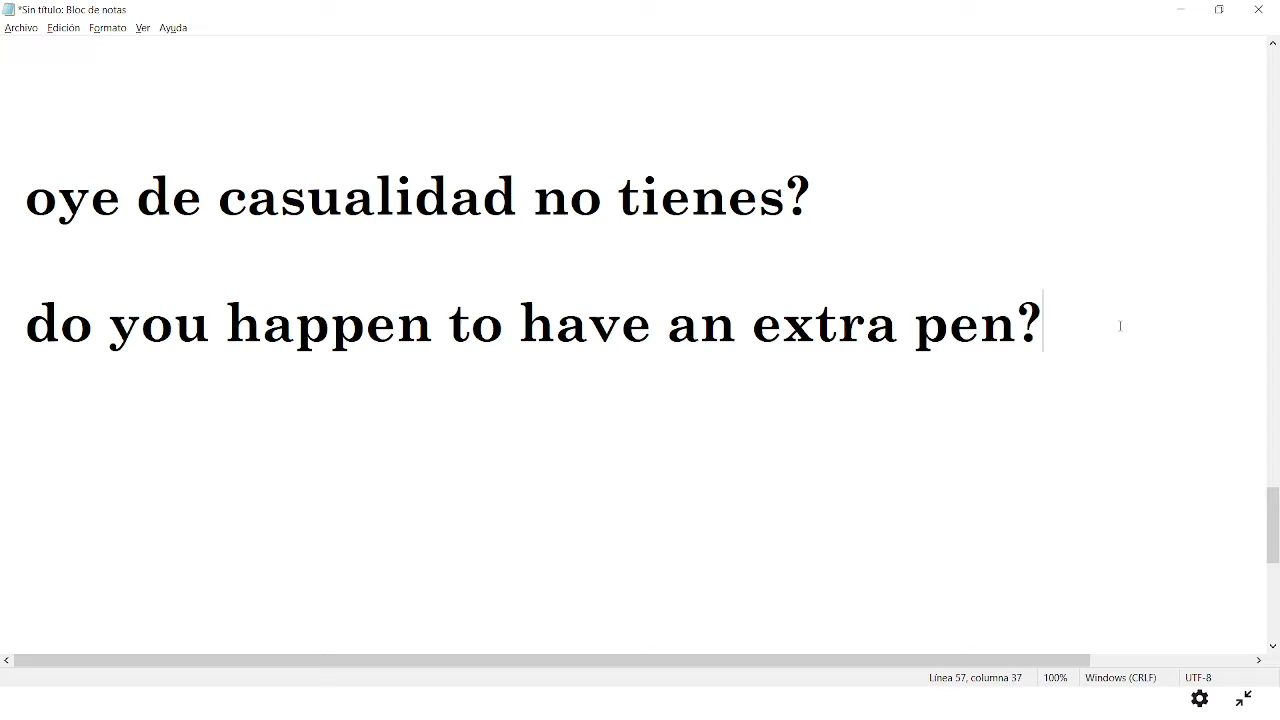 *Sin título: Bloc de notas
Archivo Edición Formato Ver Ayuda
oye de casualidad no tienes?
do you happen to have an extra pen?
Línea 57, columna 37 100% Windows (CRLF) UTF-8